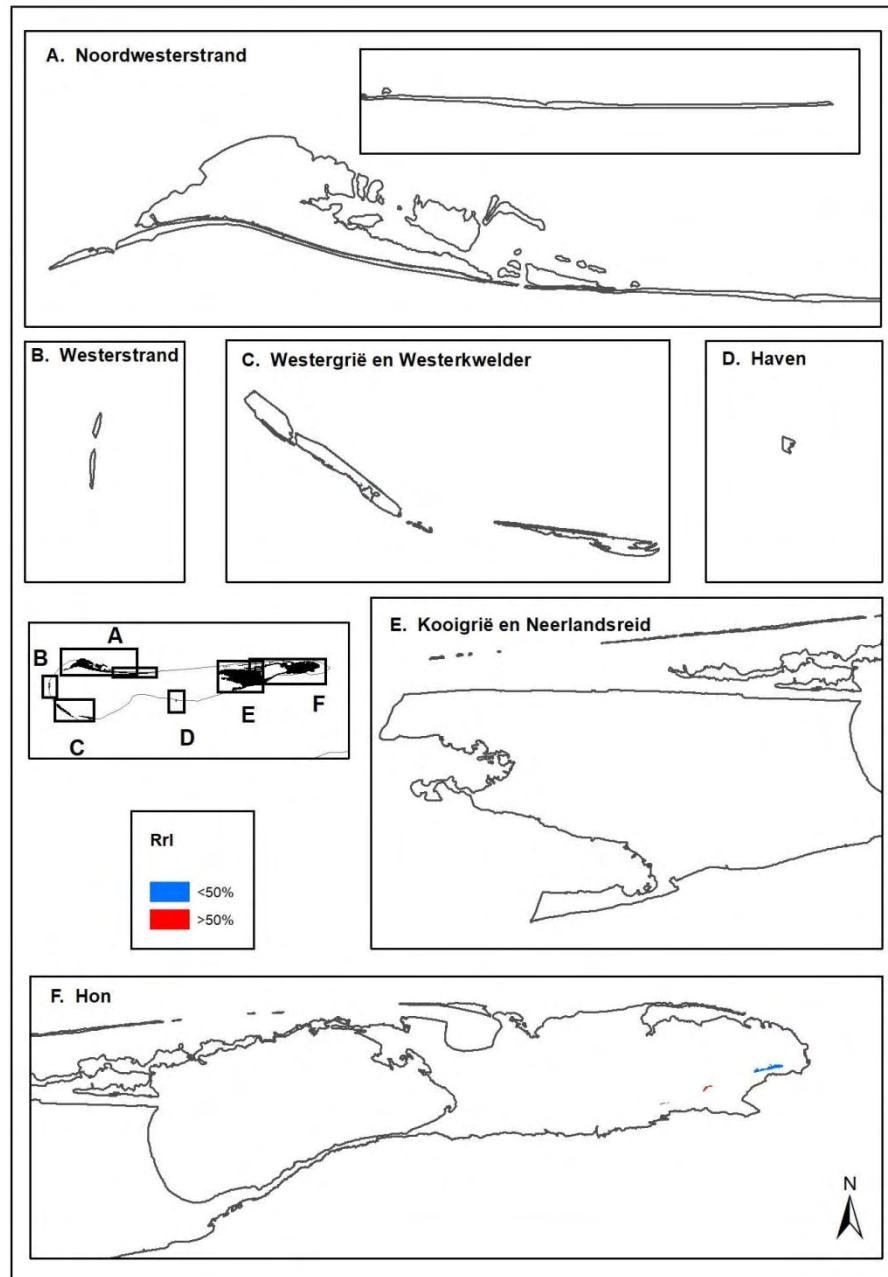 A. Noordwesterstrand
B. Westerstrand
C. Westergrië en Westerkwelder
D. Haven
A
B
C
D
E
F
E. Kooigrië en Neerlandsreid
Rrl
<50%
>50%
F. Hon
N